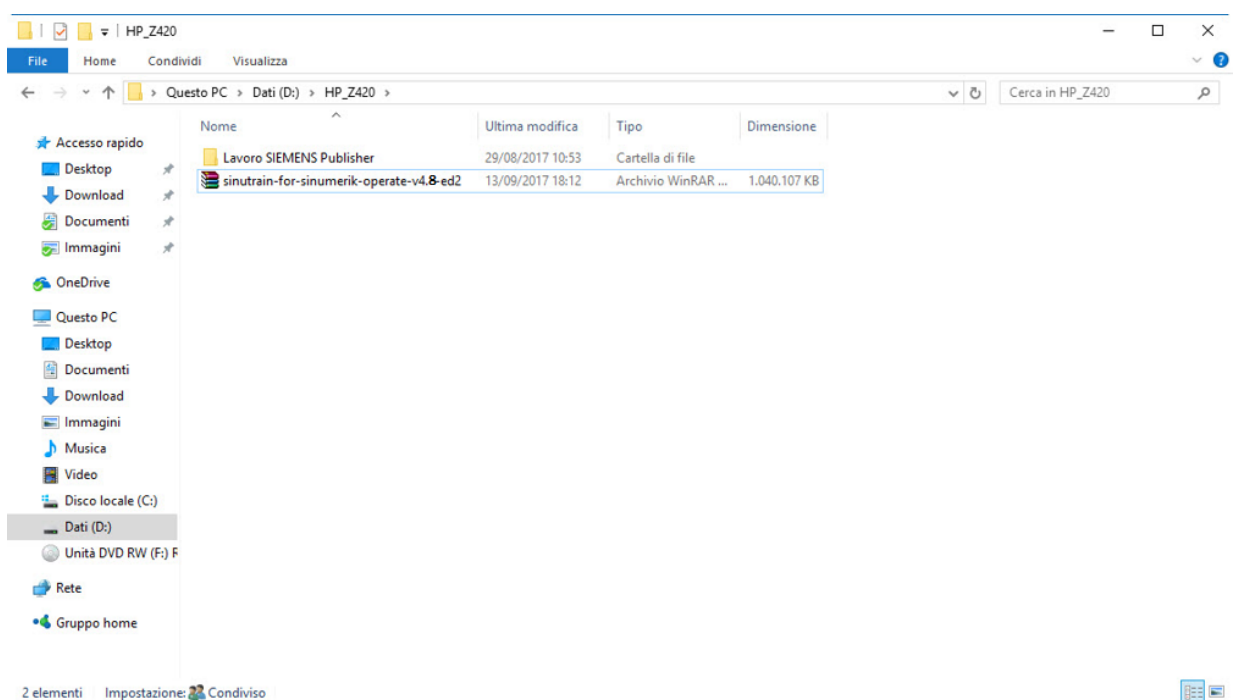 HP_Z420
File Home Condividi Visualizza
Questo PC > Dati (D:) > HP_Z420 >
Cerca in HP_Z420
Nome Ultima modifica Tipo Dimensione
Lavoro SIEMENS Publisher 29/08/2017 10:53 Cartella di file
sinutrain-for-sinumerik-operate-v4.8-ed2 13/09/2017 18:12 Archivio WinRAR ... 1.040.107 KB
Accesso rapido
Desktop
Download
Documenti
Immagini
OneDrive
Questo PC
Desktop
Documenti
Download
Immagini
Musica
Video
Disco locale (C:)
Dati (D:)
Unità DVD RW (F:) R
Rete
Gruppo home
2 elementi Impostazione: Condiviso